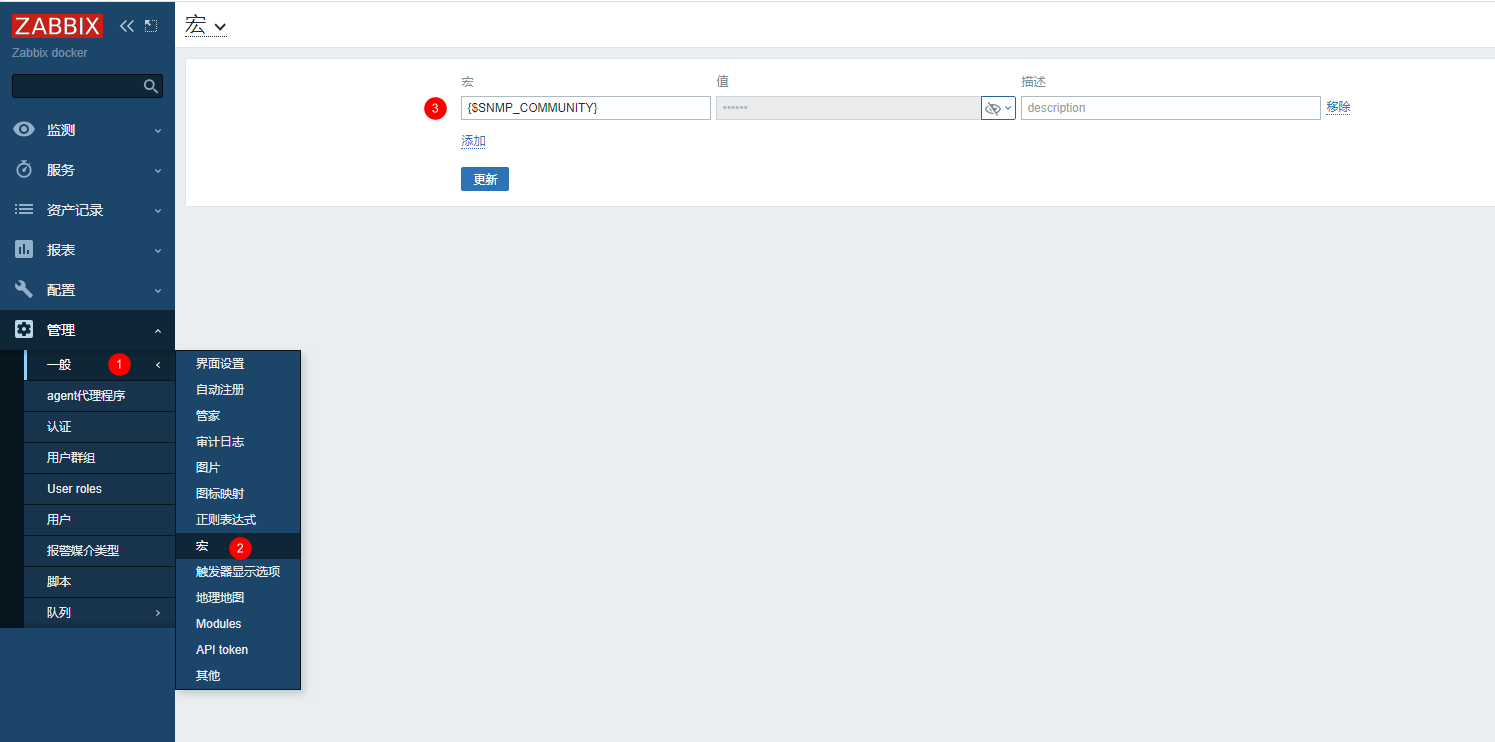 ZABBIX
Zabbix docker
监测
服务
资产记录
报表
配置
管理
一般 1
agent代理程序
认证
用户群组
User roles
用户
报警媒介类型
脚本
队列
界面设置
自动注册
管家
审计日志
图片
图标映射
正则表达式
宏 2
触发器显示选项
地理地图
Modules
API token
其他
宏
宏 值 描述
3 {$SNMP_COMMUNITY} •••••• description 移除
添加
更新